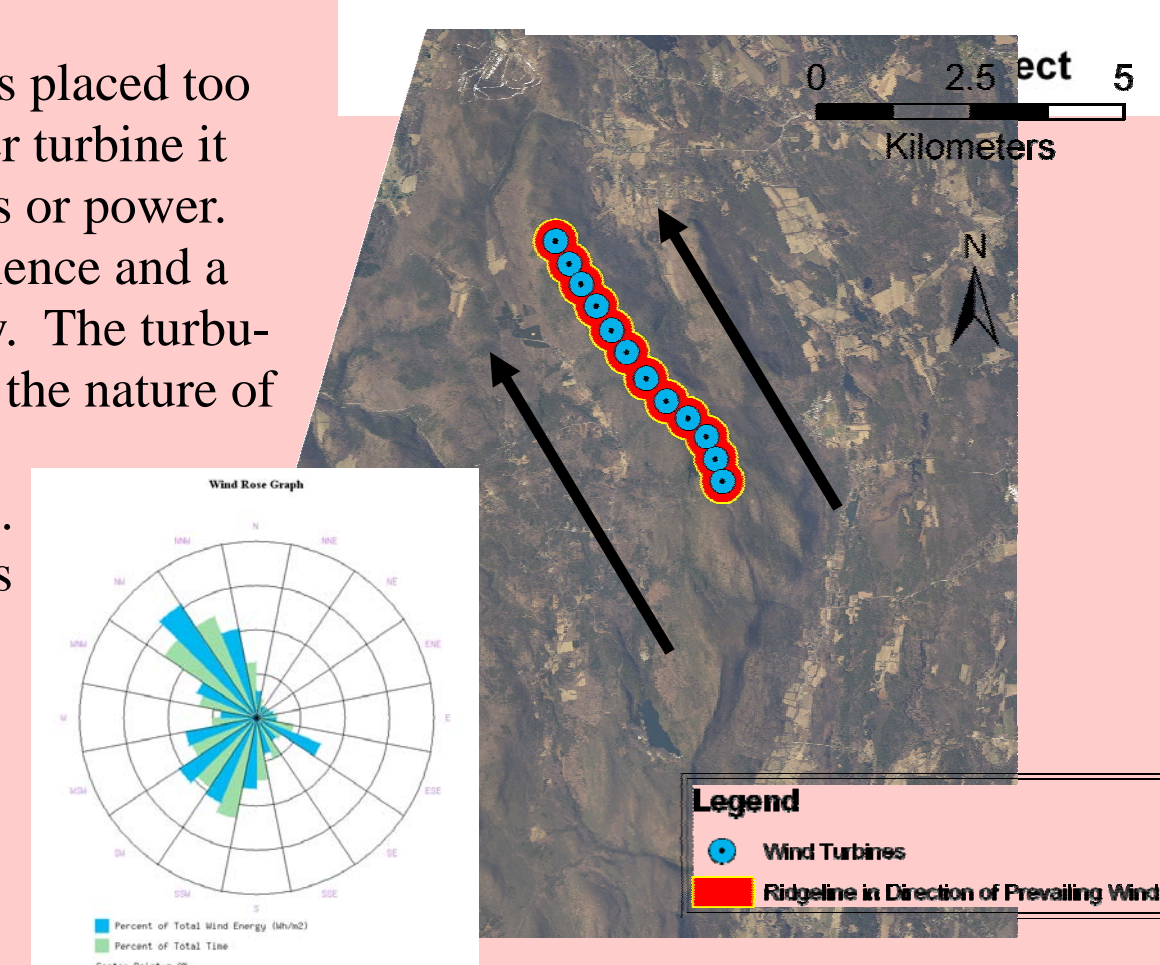 s placed too
r turbine it
s or power.
ence and a
. The turbu-
the nature of
.
s
ect
0 2.5 5
Kilometers
N
Wind Rose Graph
N
NNW NNE
NW NE
WNW ENE
W E
WSW ESE
SW SE
SSW SSE
S
Percent of Total Wind Energy (Wh/m2)
Percent of Total Time
Legend
Wind Turbines
Ridgeline in Direction of Prevailing Wind